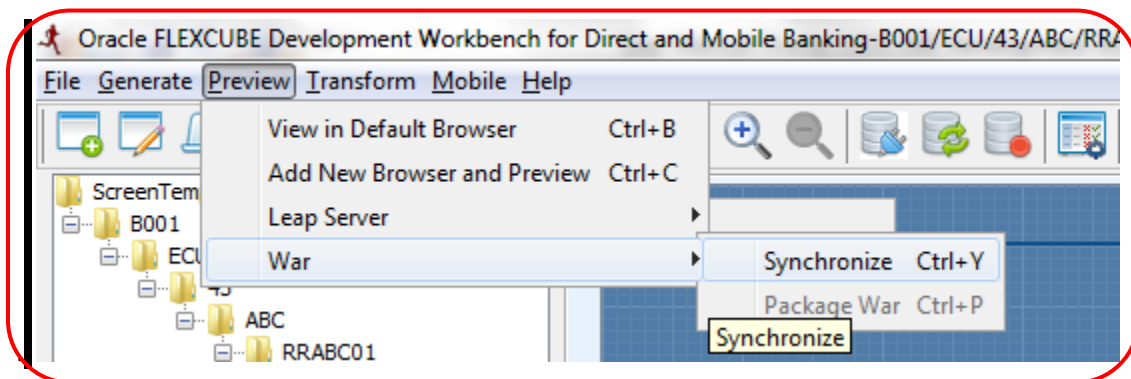 Oracle FLEXCUBE Development Workbench for Direct and Mobile Banking-B001/ECU/43/ABC/RRA
File Generate Preview Transform Mobile Help
View in Default Browser Ctrl+B
Add New Browser and Preview Ctrl+C
ScreenTem
Leap Server
B001
War
ECU
Synchronize Ctrl+Y
43
Package War Ctrl+P
ABC
Synchronize
RRABC01